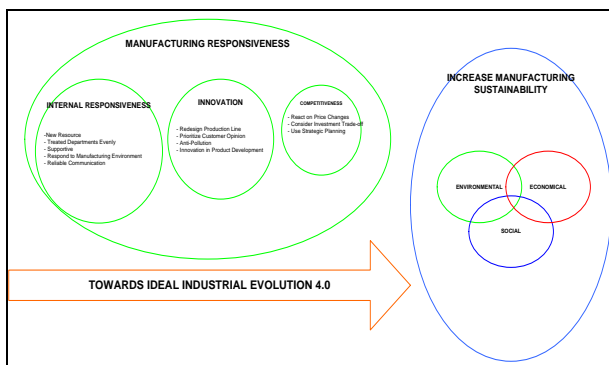 MANUFACTURING RESPONSIVENESS
INTERNAL RESPONSIVENESS
-New Resource
- Treated Departments Evenly
- Supportive
- Respond to Manufacturing Environment
- Reliable Communication
INNOVATION
- Redesign Production Line
- Prioritize Customer Opinion
- Anti-Pollution
- Innovation in Product Development
COMPETITIVENESS
- React on Price Changes
- Consider Investment Trade-off
- Use Strategic Planning
INCREASE MANUFACTURING
SUSTAINABILITY
ENVIRONMENTAL
ECONOMICAL
SOCIAL
TOWARDS IDEAL INDUSTRIAL EVOLUTION 4.0